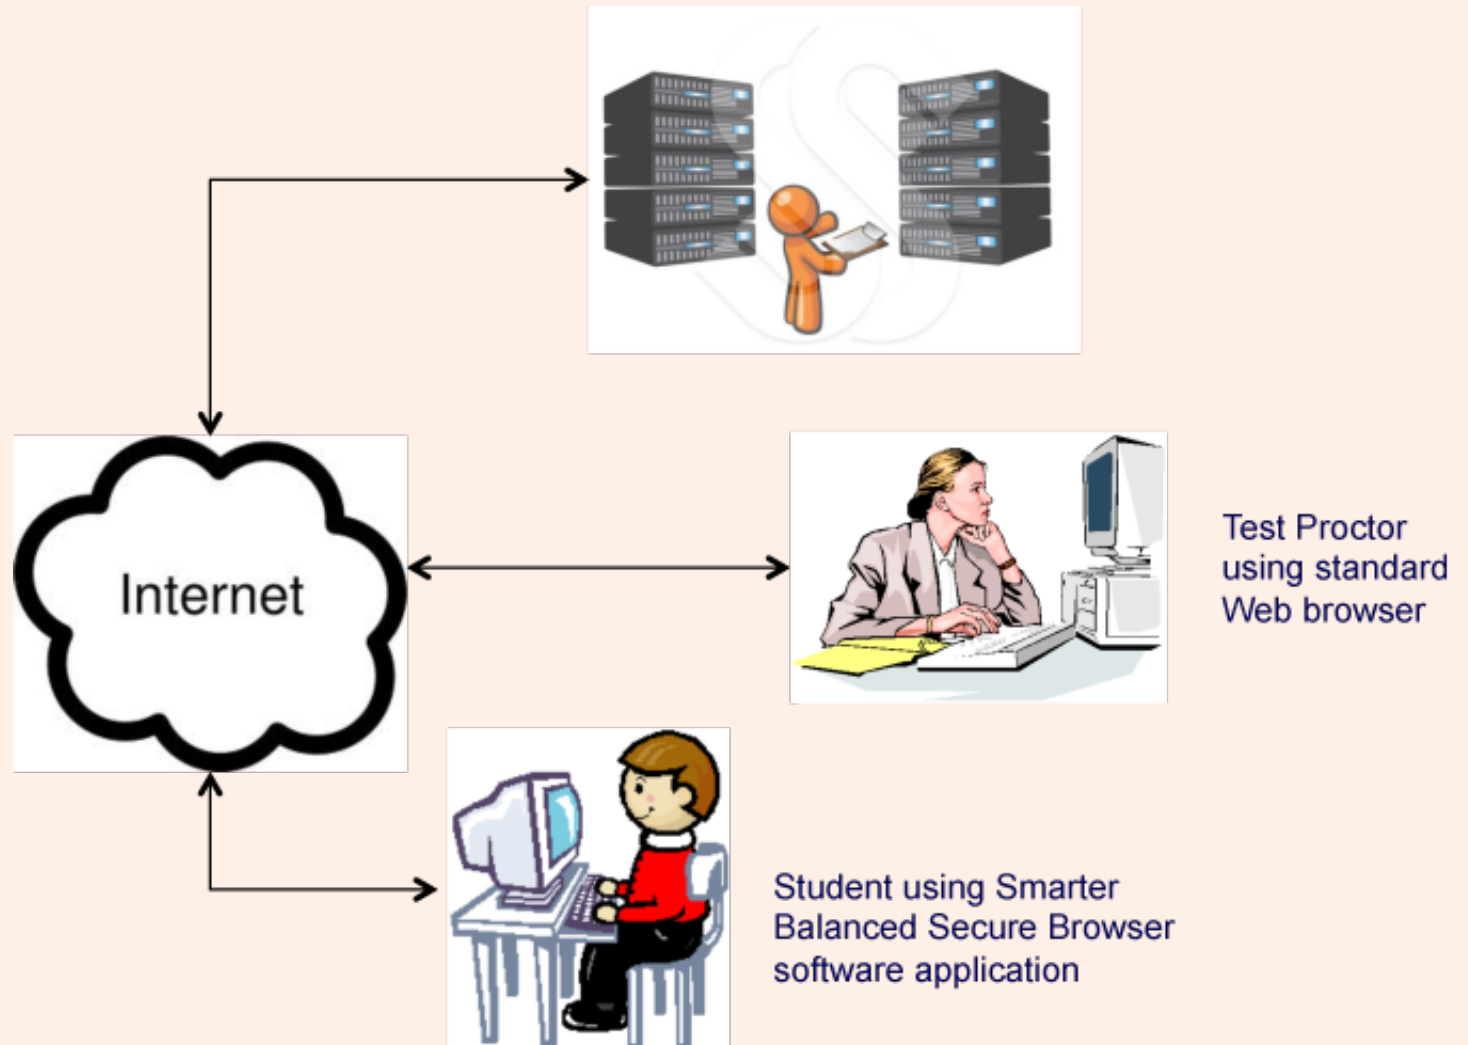 Internet
Test Proctor
using standard
Web browser
Student using Smarter
Balanced Secure Browser
software application